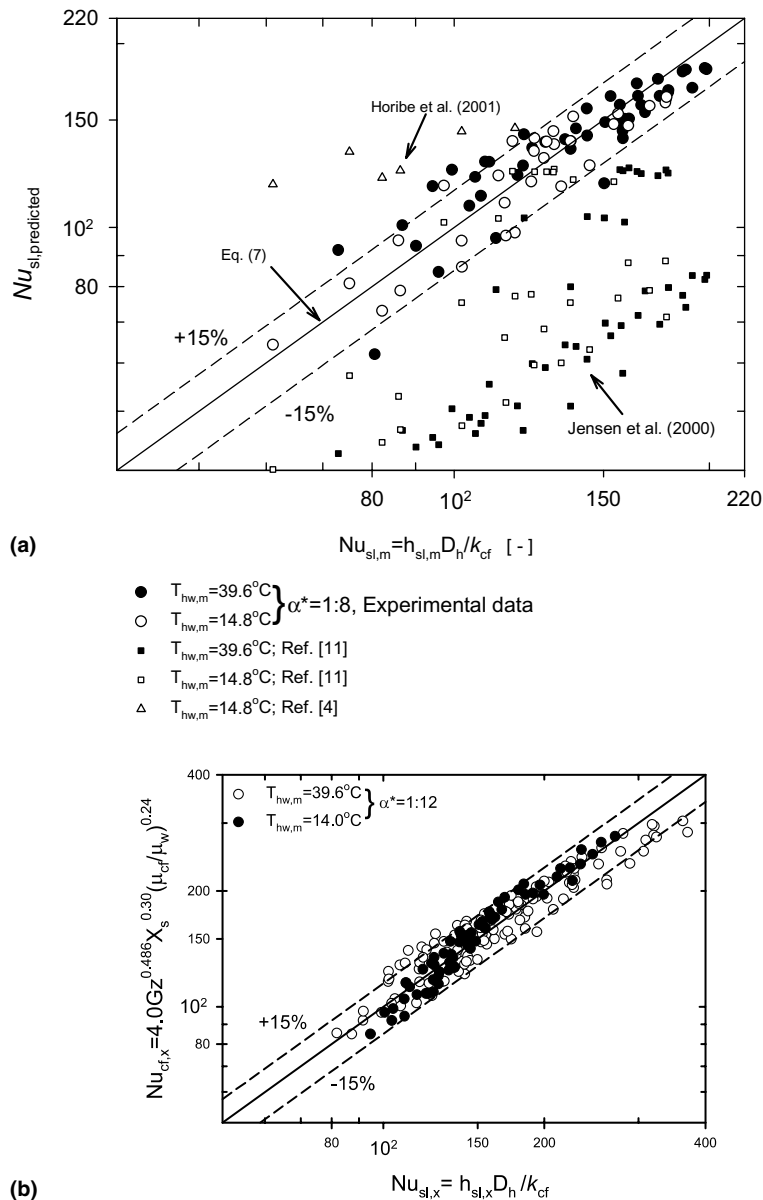 220
150
10²
80
Nu_sl,predicted
Horibe et al. (2001)
Eq. (7)
+15%
-15%
Jensen et al. (2000)
80
10²
150
220
(a)
Nu_sl,m=h_sl,mD_h/k_cf [ - ]
● T_hw,m=39.6°C
○ T_hw,m=14.8°C
} α*=1:8, Experimental data
■ T_hw,m=39.6°C; Ref. [11]
□ T_hw,m=14.8°C; Ref. [11]
△ T_hw,m=14.8°C; Ref. [4]
400
200
150
10²
80
Nu_cf,x=4.0Gz^0.486X_s^0.30(μ_cf/μ_w)^0.24
○ T_hw,m=39.6°C
● T_hw,m=14.0°C
} α*=1:12
+15%
-15%
80
10²
150
200
400
(b)
Nu_sl,x= h_sl,xD_h/k_cf